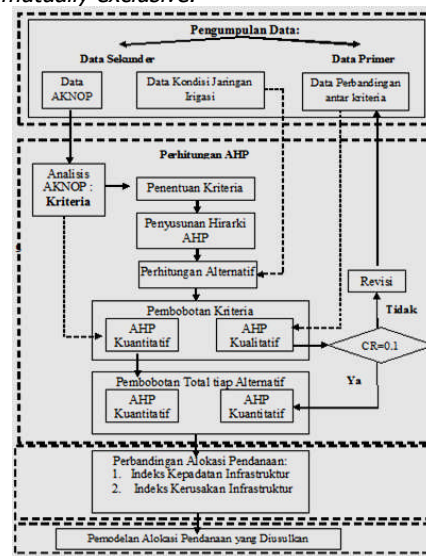 mutually exclusive.
Pengumpulan Data:
Data Sekunder
Data Primer
Data
AKNOP
Data Kondisi Jaringan
Irigasi
Data Perbandingan
antar kriteria
Perhitungan AHP
Analisis
AKNOP :
Kriteria
Penentuan Kriteria
Penyusunan Hirarki
AHP
Perhitungan Alternatif
Revisi
Tidak
Pembobotan Kriteria
AHP
Kuantitatif
AHP
Kualitatif
CR=0.1
Ya
Pembobotan Total tiap Alternatif
AHP
Kuantitatif
AHP
Kuantitatif
Perbandingan Alokasi Pendanaan:
1. Indeks Kepadatan Infrastruktur
2. Indeks Kerusakan Infrastruktur
Pemodelan Alokasi Pendanaan yang Diusulkan